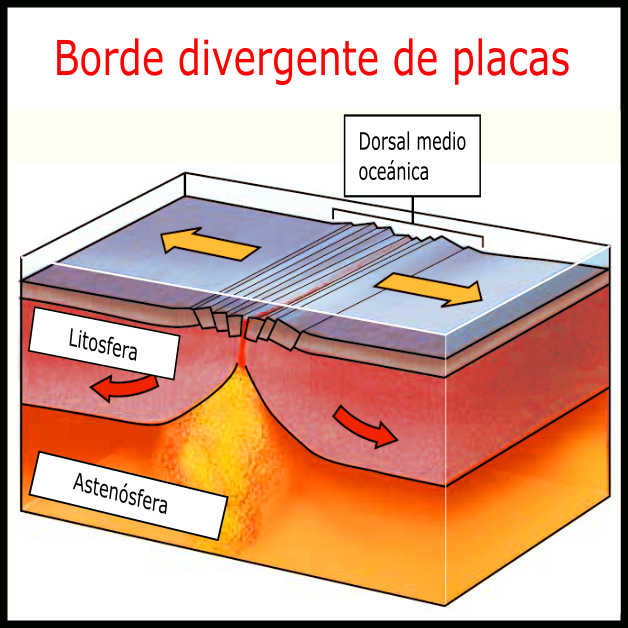 Borde divergente de placas
Dorsal medio
oceánica
Litosfera
Astenósfera